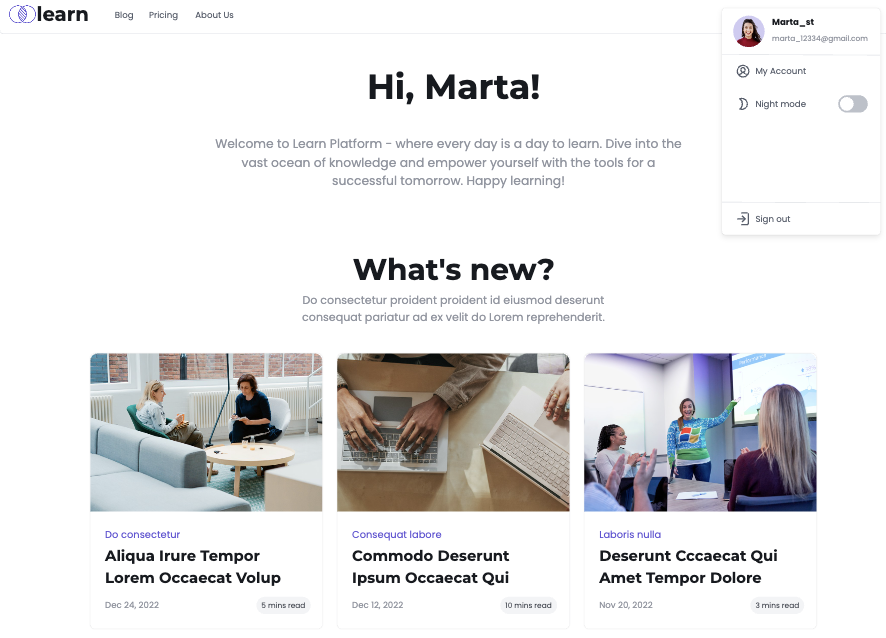 learn
Blog
Pricing
About Us
Marta_st
marta_12334@gmail.com
My Account
Night mode
Sign out
Hi, Marta!
Welcome to Learn Platform - where every day is a day to learn. Dive into the
vast ocean of knowledge and empower yourself with the tools for a
successful tomorrow. Happy learning!
What's new?
Do consectetur proident proident id eiusmod deserunt
consequat pariatur ad ex velit do Lorem reprehenderit.
Do consectetur
Aliqua Irure Tempor
Lorem Occaecat Volup
Dec 24, 2022
5 mins read
Consequat labore
Commodo Deserunt
Ipsum Occaecat Qui
Dec 12, 2022
10 mins read
Laboris nulla
Deserunt Cccaecat Qui
Amet Tempor Dolore
Nov 20, 2022
3 mins read